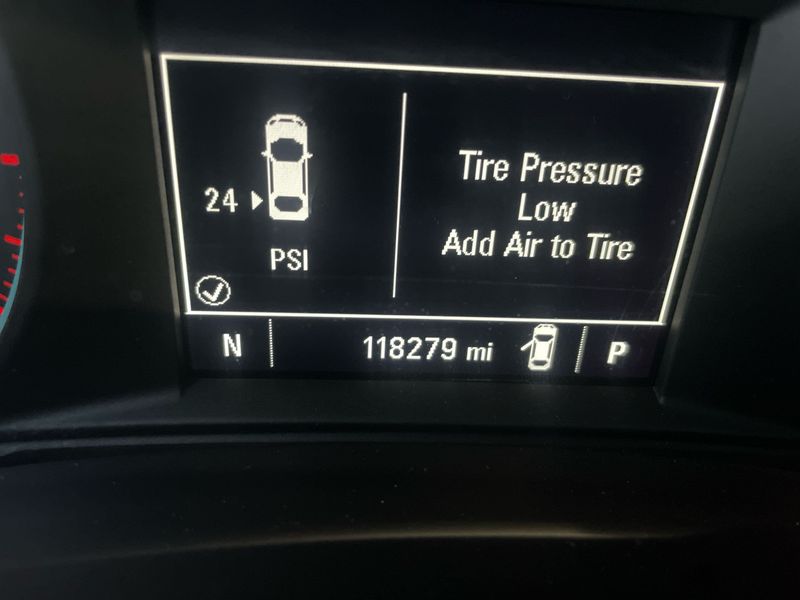 Tire Pressure
Low
Add Air to Tire
24
PSI
N
118279 mi
P